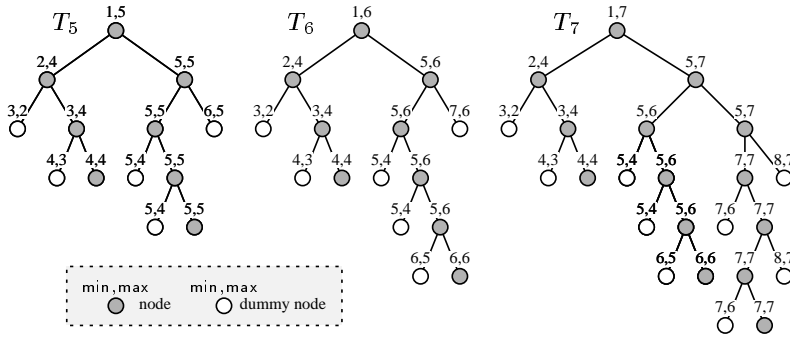 T5
1,5
2,4 5,5
3,2 3,4 5,5 6,5
4,3 4,4 5,4 5,5
5,4 5,5
T6
1,6
2,4 5,6
3,2 3,4 5,6 7,6
4,3 4,4 5,4 5,6
5,4 5,6
6,5 6,6
T7
1,7
2,4 5,7
3,2 3,4 5,6 5,7
4,3 4,4 5,4 5,6 7,7 8,7
5,4 5,6 7,6 7,7
6,5 6,6 7,7 8,7
7,6 7,7
min,max min,max
node dummy node